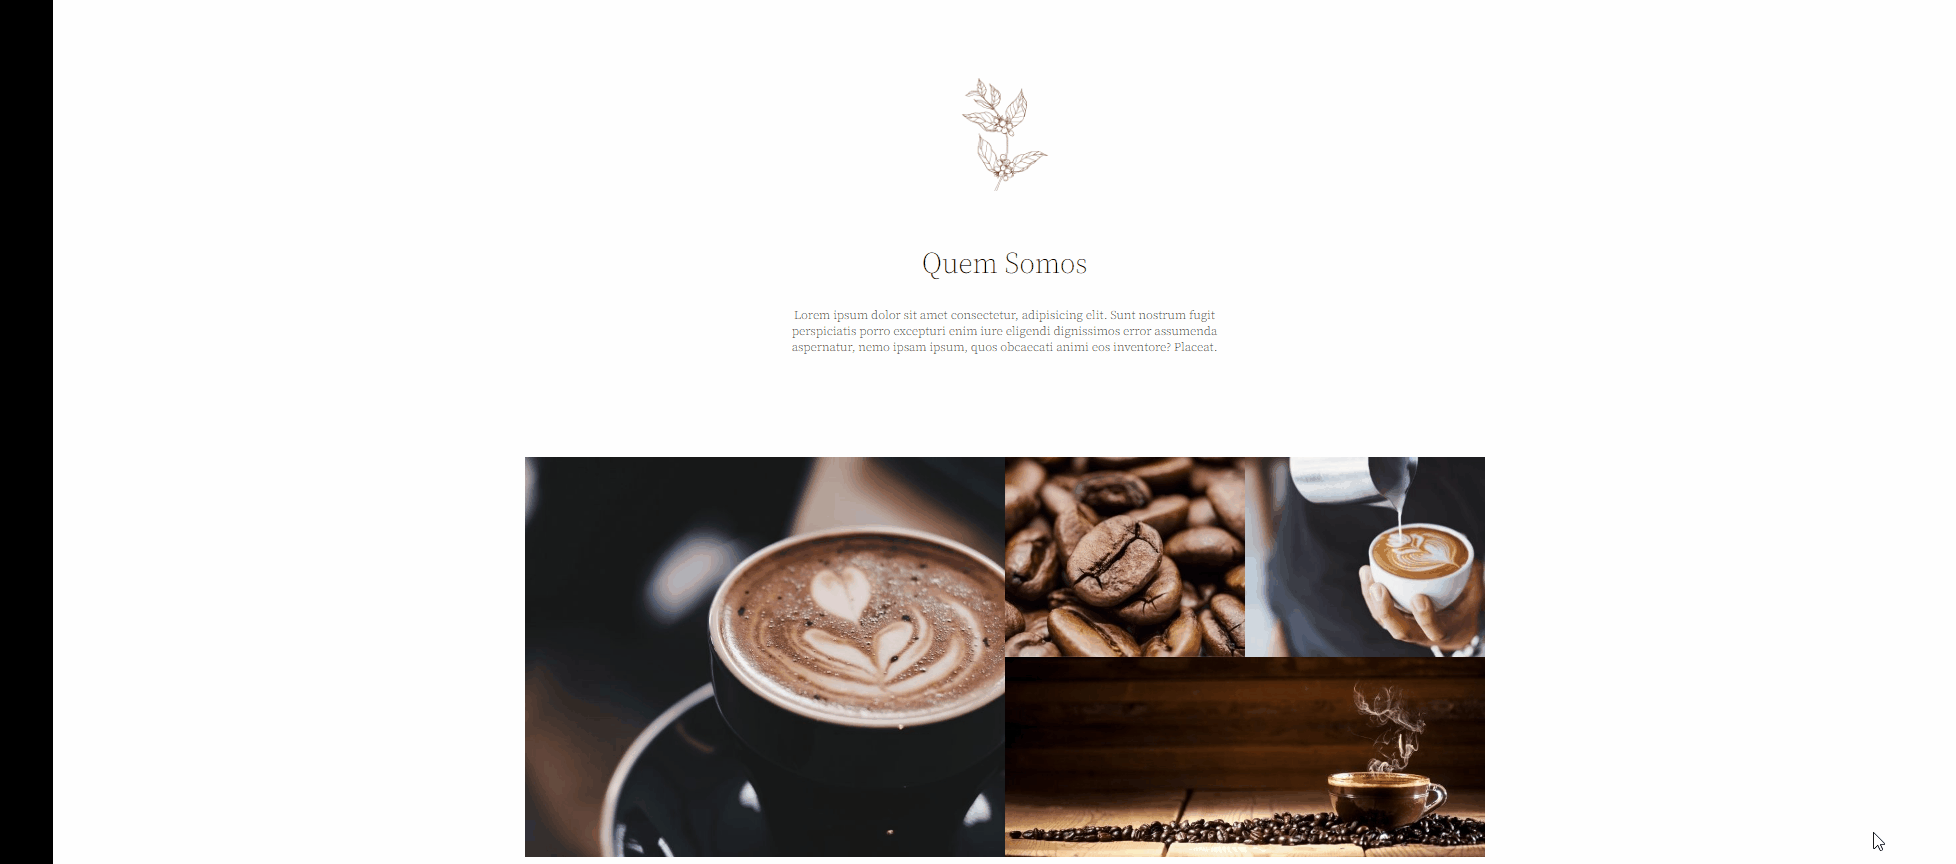 Quem Somos
Lorem ipsum dolor sit amet consectetur, adipisicing elit. Sunt nostrum fugit
perspiciatis porro excepturi enim iure eligendi dignissimos error assumenda
aspernatur, nemo ipsam ipsum, quos obcaecati animi eos inventore? Placeat.